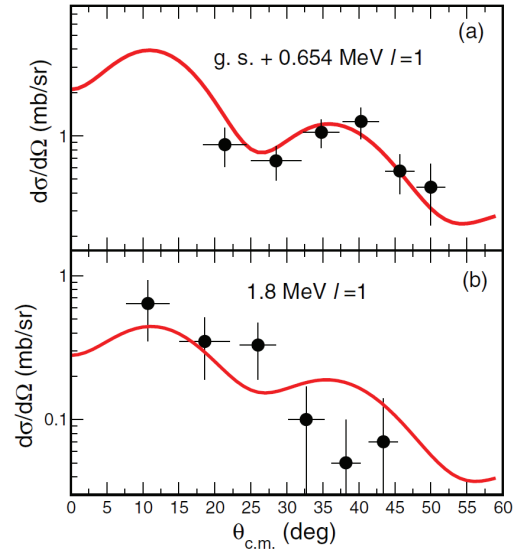 (a)
g. s. + 0.654 MeV l=1
dσ/dΩ (mb/sr)
1
(b)
1.8 MeV l=1
dσ/dΩ (mb/sr)
1
0.1
0 5 10 15 20 25 30 35 40 45 50 55 60
θc.m. (deg)